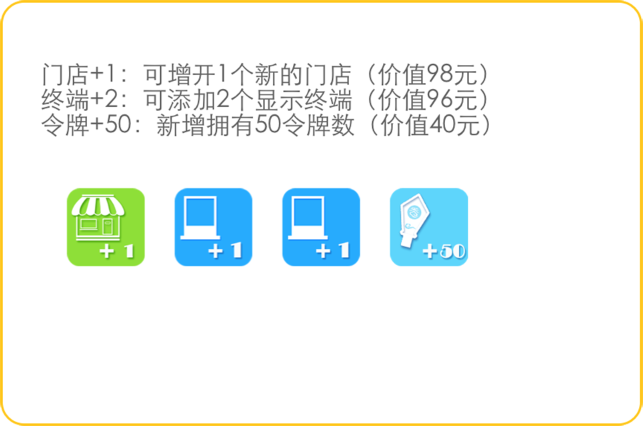 门店+1：可增开1个新的门店（价值98元）
终端+2：可添加2个显示终端（价值96元）
令牌+50：新增拥有50令牌数（价值40元）
+1 +1 +1 +50